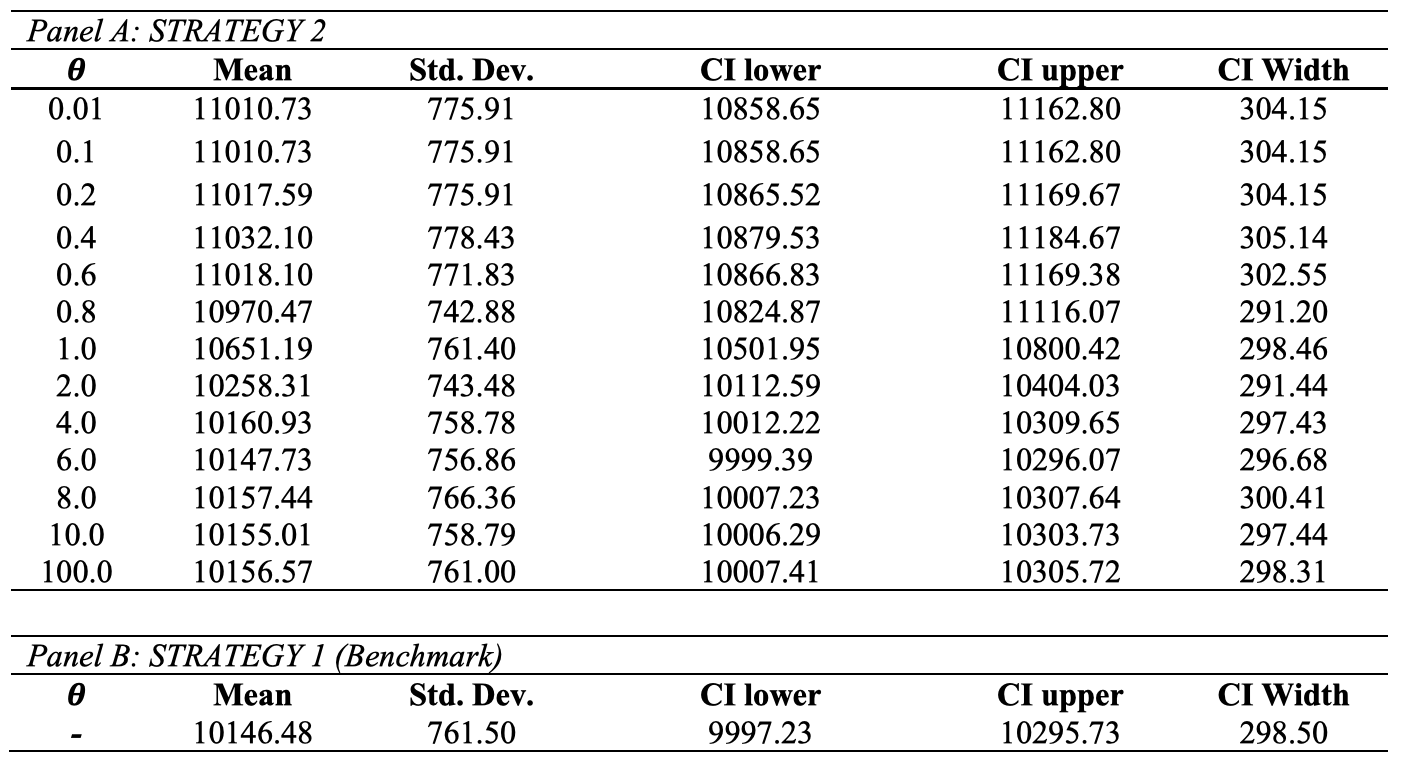 Panel A: STRATEGY 2
θ Mean Std. Dev. CI lower CI upper CI Width
0.01 11010.73 775.91 10858.65 11162.80 304.15
0.1 11010.73 775.91 10858.65 11162.80 304.15
0.2 11017.59 775.91 10865.52 11169.67 304.15
0.4 11032.10 778.43 10879.53 11184.67 305.14
0.6 11018.10 771.83 10866.83 11169.38 302.55
0.8 10970.47 742.88 10824.87 11116.07 291.20
1.0 10651.19 761.40 10501.95 10800.42 298.46
2.0 10258.31 743.48 10112.59 10404.03 291.44
4.0 10160.93 758.78 10012.22 10309.65 297.43
6.0 10147.73 756.86 9999.39 10296.07 296.68
8.0 10157.44 766.36 10007.23 10307.64 300.41
10.0 10155.01 758.79 10006.29 10303.73 297.44
100.0 10156.57 761.00 10007.41 10305.72 298.31
Panel B: STRATEGY 1 (Benchmark)
θ Mean Std. Dev. CI lower CI upper CI Width
- 10146.48 761.50 9997.23 10295.73 298.50